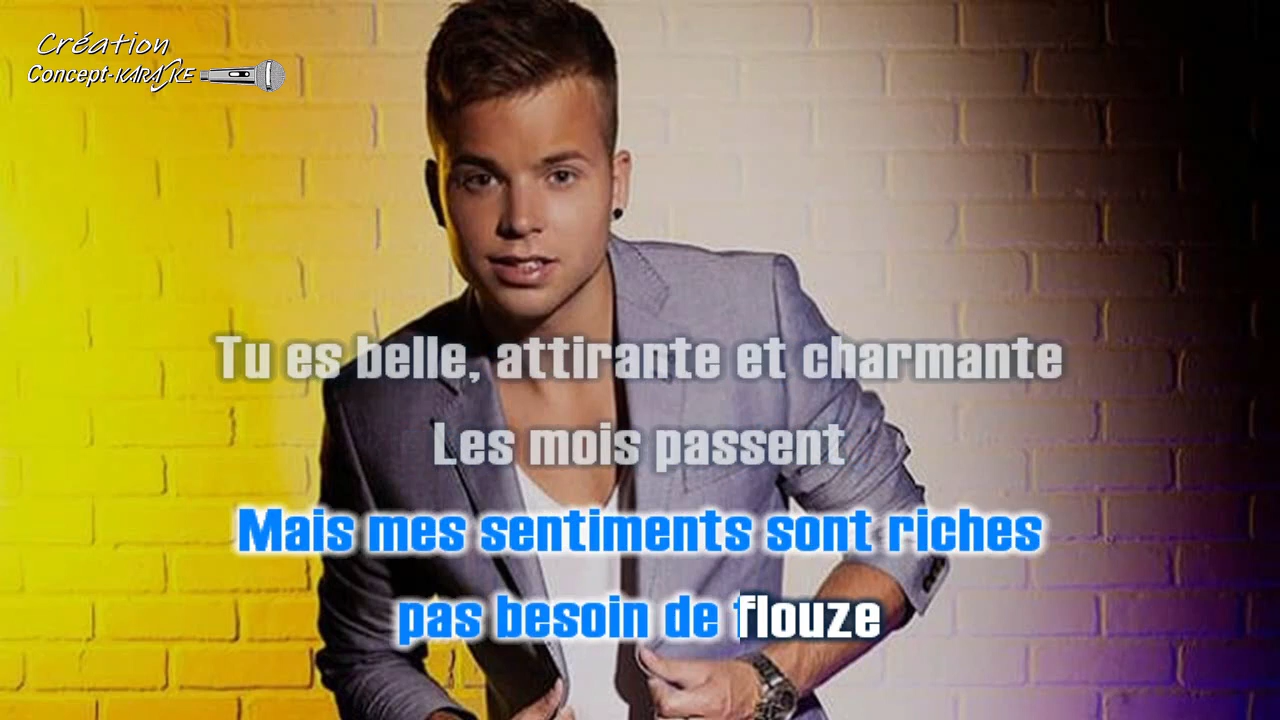 Création
Concept-KARAOKE
Tu es belle, attirante et charmante
Les mois passent
Mais mes sentiments sont riches
pas besoin de flouze